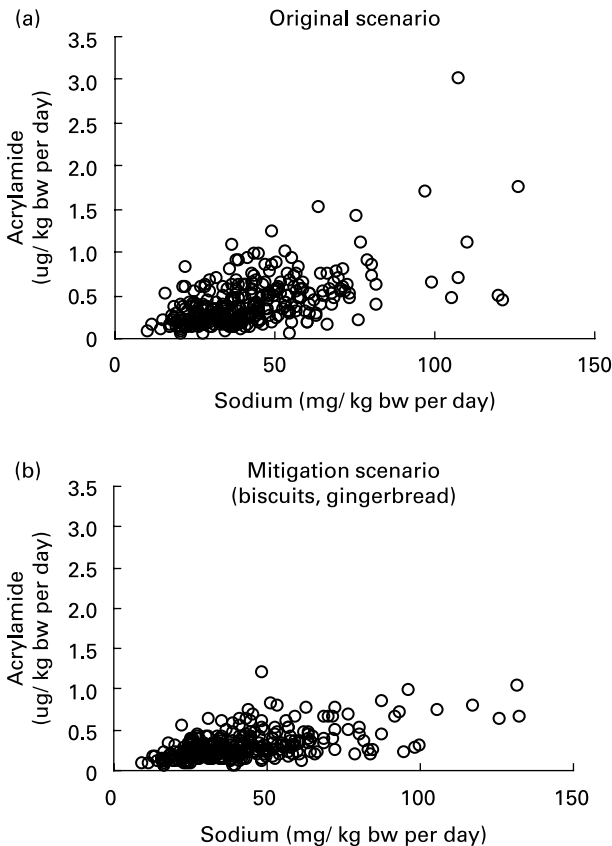 (a)
Original scenario
Acrylamide
(ug/ kg bw per day)
3.5
3.0
2.5
2.0
1.5
1.0
0.5
0
0 50 100 150
Sodium (mg/ kg bw per day)
(b)
Mitigation scenario
(biscuits, gingerbread)
Acrylamide
(ug/ kg bw per day)
3.5
3.0
2.5
2.0
1.5
1.0
0.5
0
0 50 100 150
Sodium (mg/ kg bw per day)